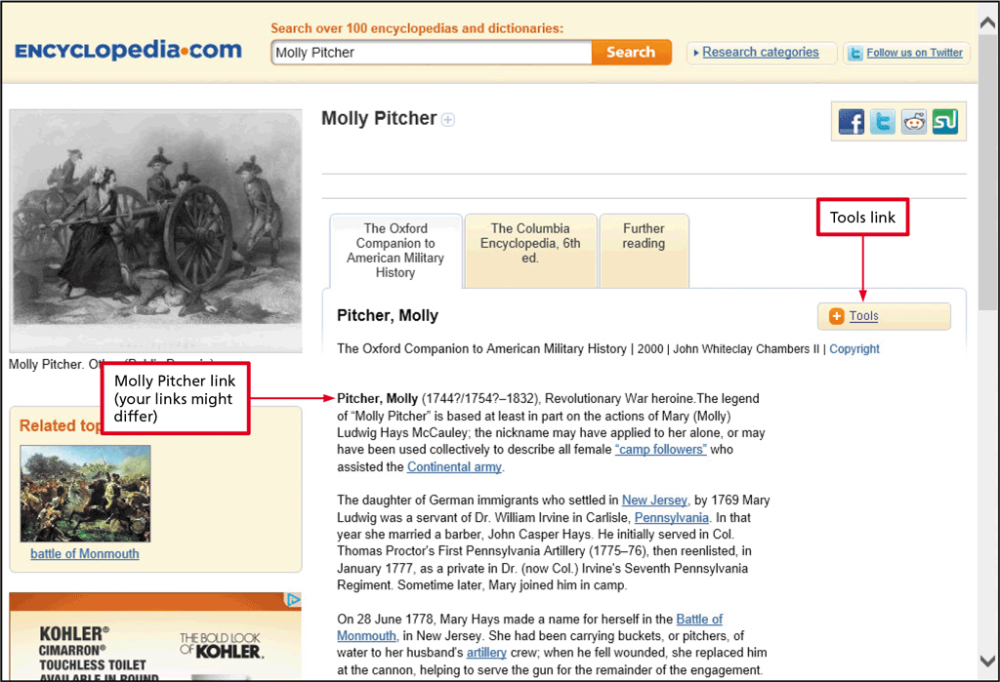 Search over 100 encyclopedias and dictionaries:
ENCYCLOPEDIA.com
Molly Pitcher
Search
Research categories
Follow us on Twitter
Molly Pitcher
Tools link
The Oxford
Companion to
American Military
History
The Columbia
Encyclopedia, 6th
ed.
Further
reading
Pitcher, Molly
Tools
The Oxford Companion to American Military History | 2000 | John Whiteclay Chambers II | Copyright
Molly Pitcher.
Molly Pitcher link
(your links might
differ)
Related
battle of Monmouth
Pitcher, Molly (1744?/1754?–1832), Revolutionary War heroine.The legend
of “Molly Pitcher” is based at least in part on the actions of Mary (Molly)
Ludwig Hays McCauley; the nickname may have applied to her alone, or may
have been used collectively to describe all female “camp followers” who
assisted the Continental army.
The daughter of German immigrants who settled in New Jersey, by 1769 Mary
Ludwig was a servant of Dr. William Irvine in Carlisle, Pennsylvania. In that
year she married a barber, John Casper Hays. He initially served in Col.
Thomas Proctor's First Pennsylvania Artillery (1775–76), then reenlisted, in
January 1777, as a private in Dr. (now Col.) Irvine's Seventh Pennsylvania
Regiment. Sometime later, Mary joined him in camp.
On 28 June 1778, Mary Hays made a name for herself in the Battle of
Monmouth, in New Jersey. She had been carrying buckets, or pitchers, of
water to her husband's artillery crew; when he fell wounded, she replaced him
at the cannon, helping to serve the gun for the remainder of the engagement.
KOHLER®
CIMARRON®
TOUCHLESS TOILET
AVAILABLE IN ROUND
THE BOLD LOOK
OF KOHLER.